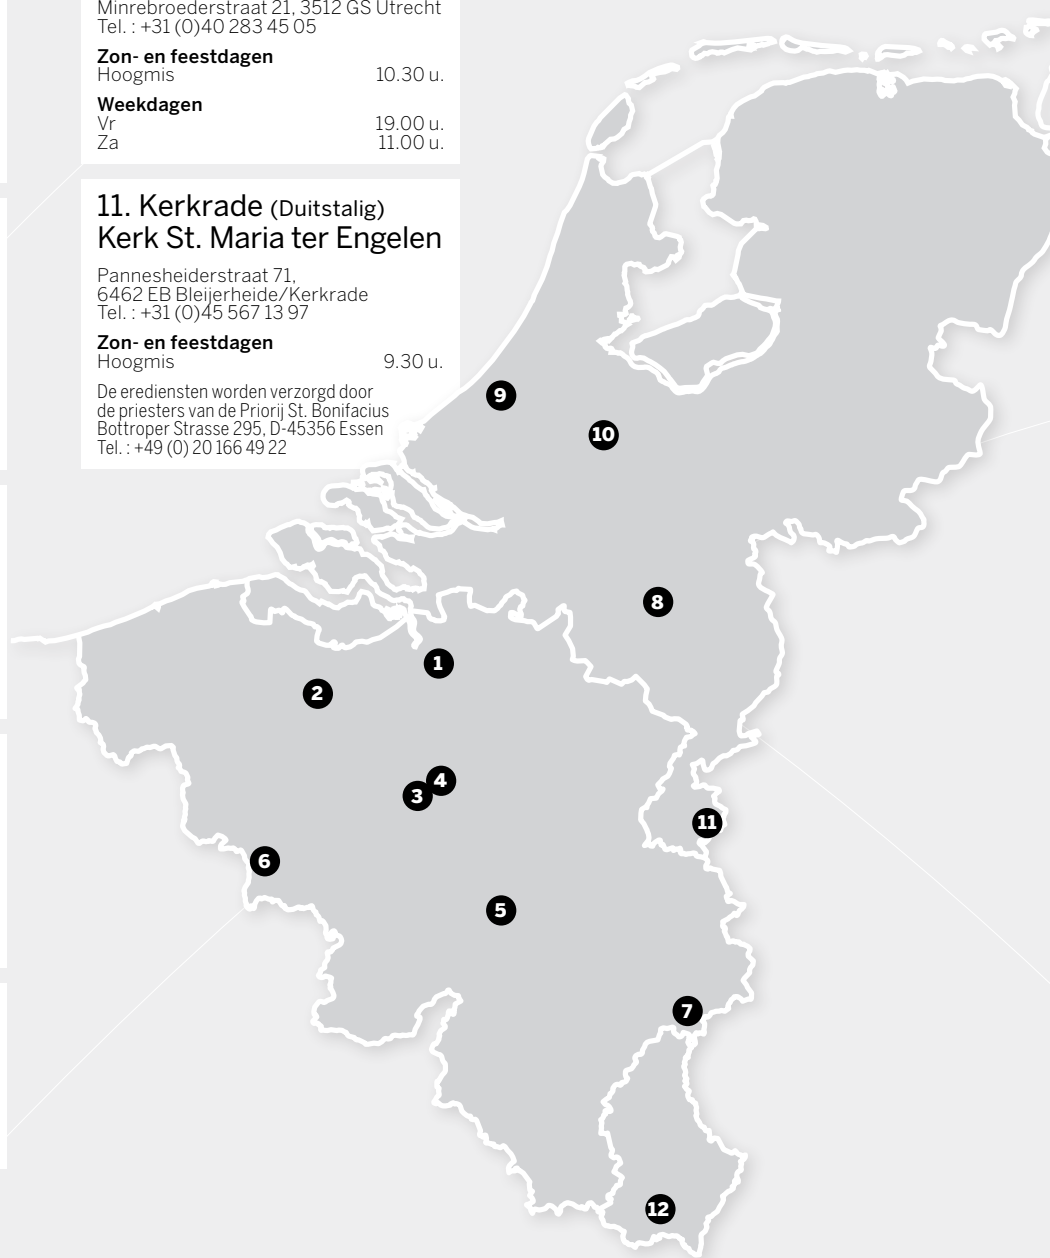 Minrebroederstraat 21, 3512 GS Utrecht
Tel. : +31 (0)40 283 45 05
Zon- en feestdagen
Hoogmis 10.30 u.
Weekdagen
Vr 19.00 u.
Za 11.00 u.
11. Kerkrade (Duitstalig)
Kerk St. Maria ter Engelen
Pannesheiderstraat 71,
6462 EB Bleijerheide/Kerkrade
Tel. : +31 (0)45 567 13 97
Zon- en feestdagen
Hoogmis 9.30 u.
De erediensten worden verzorgd door
de priesters van de Priorij St. Bonifacius
Bottroper Strasse 295, D-45356 Essen
Tel. : +49 (0) 20 166 49 22
9
10
8
1
2
4
3
11
6
5
7
12